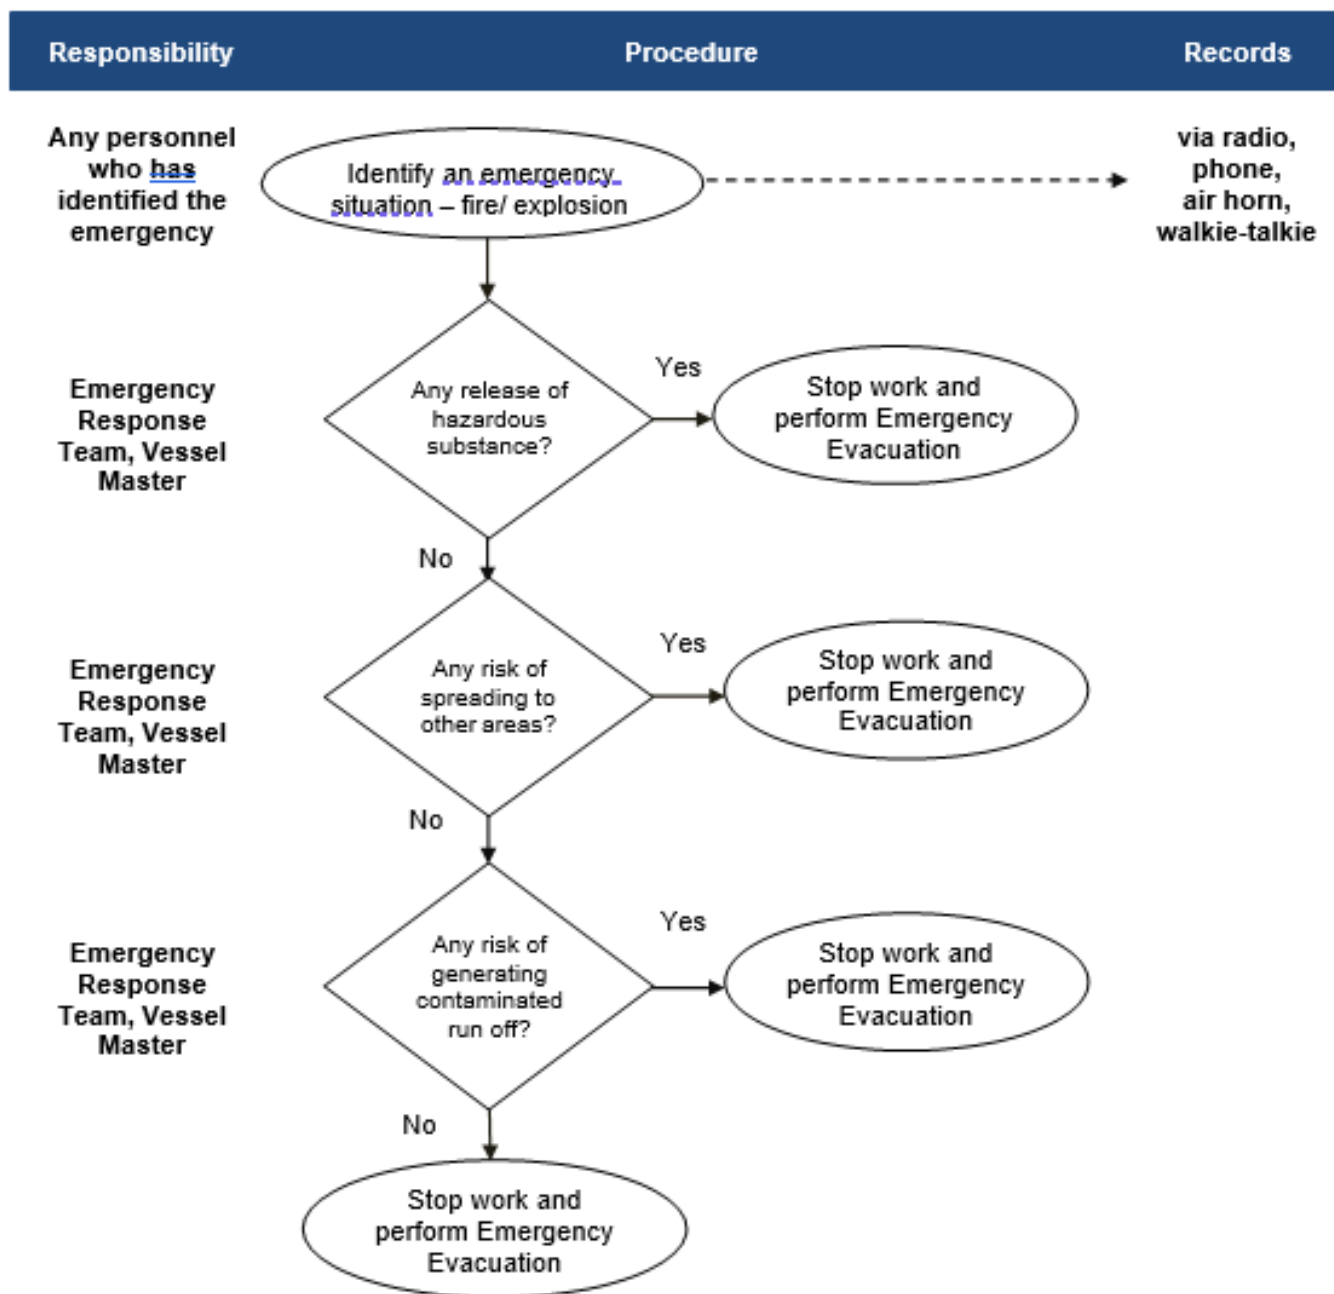 Responsibility
Procedure
Records
Any personnel
who has
identified the
emergency
Identify an emergency
situation – fire/ explosion
via radio,
phone,
air horn,
walkie-talkie
Emergency
Response
Team, Vessel
Master
Any release of
hazardous
substance?
Yes
Stop work and
perform Emergency
Evacuation
No
Emergency
Response
Team, Vessel
Master
Any risk of
spreading to
other areas?
Yes
Stop work and
perform Emergency
Evacuation
No
Emergency
Response
Team, Vessel
Master
Any risk of
generating
contaminated
run off?
Yes
Stop work and
perform Emergency
Evacuation
No
Stop work and
perform Emergency
Evacuation